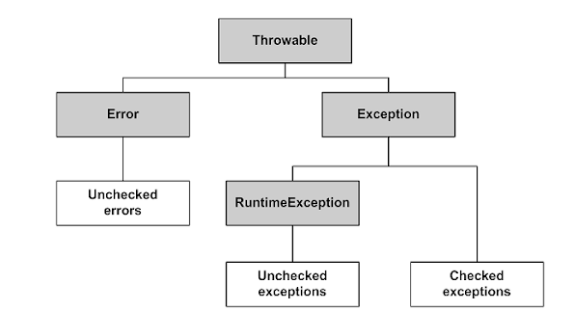 Throwable
Error
Exception
Unchecked
errors
RuntimeException
Unchecked
exceptions
Checked
exceptions